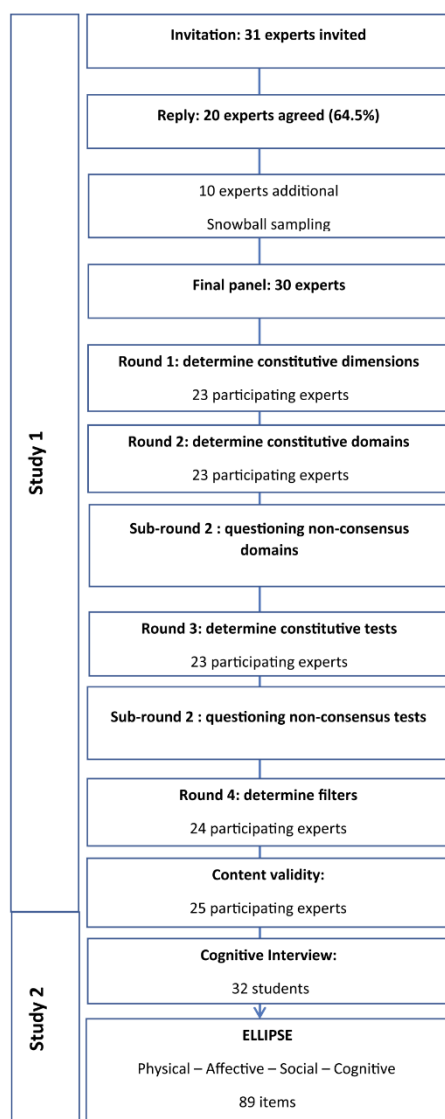 Study 1
Invitation: 31 experts invited
Reply: 20 experts agreed (64.5%)
10 experts additional
Snowball sampling
Final panel: 30 experts
Round 1: determine constitutive dimensions
23 participating experts
Round 2: determine constitutive domains
23 participating experts
Sub-round 2 : questioning non-consensus
domains
Round 3: determine constitutive tests
23 participating experts
Sub-round 2 : questioning non-consensus tests
Round 4: determine filters
24 participating experts
Content validity:
25 participating experts
Study 2
Cognitive Interview:
32 students
ELLIPSE
Physical – Affective – Social – Cognitive
89 items